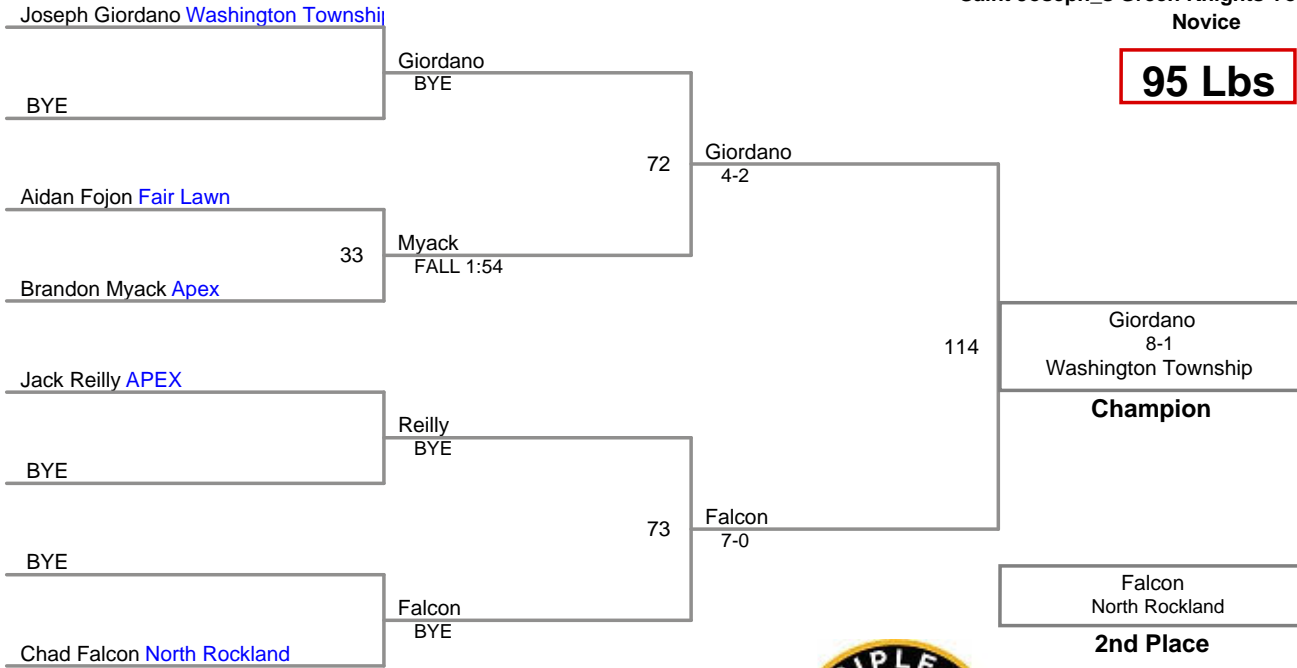 Novice
95 Lbs
Joseph Giordano Washington
BYE
Giordano
BYE
Aidan Fojon Fair Lawn
Brandon Myack Apex
33
Myack
FALL 1:54
72
Giordano
4-2
Jack Reilly APEX
BYE
Reilly
BYE
BYE
Chad Falcon North Rockland
Falcon
BYE
73
Falcon
7-0
114
Giordano
8-1
Washington Township
Champion
Falcon
North Rockland
2nd Place